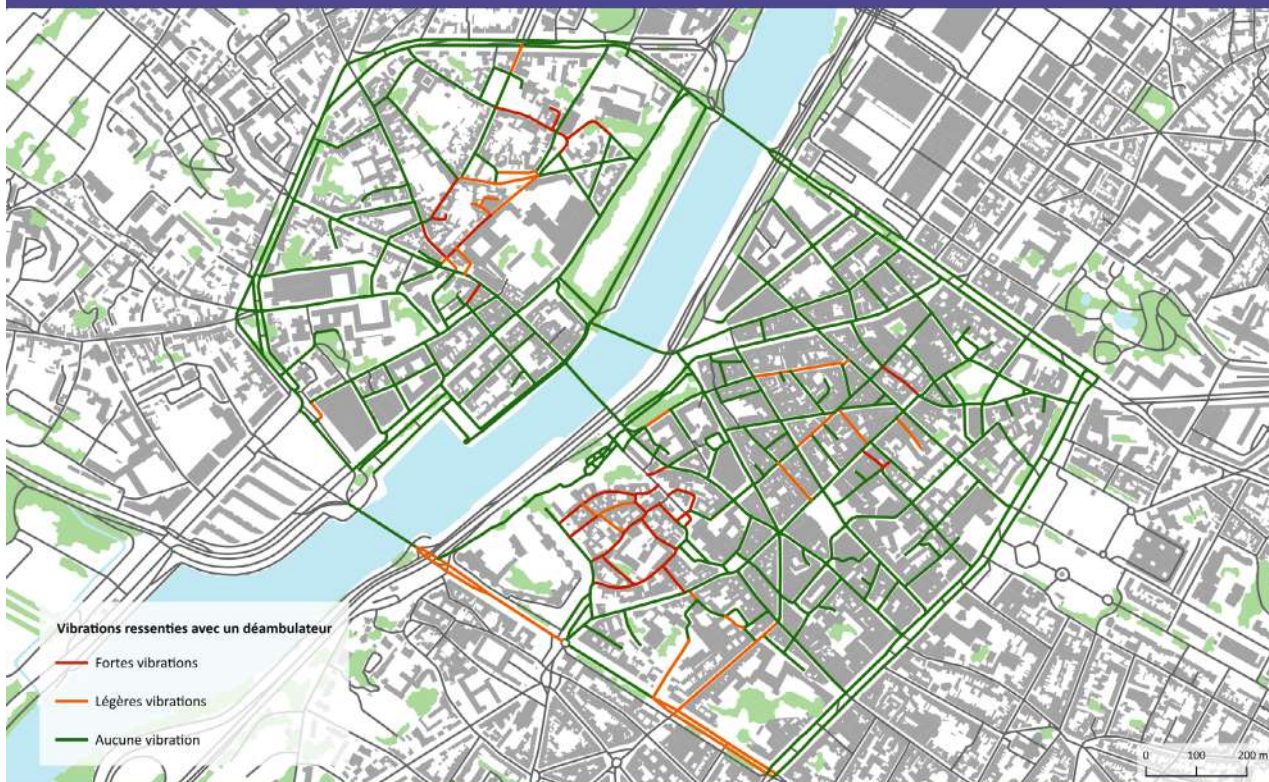 Vibrations ressenties avec un déambulateur
Fortes vibrations
Légères vibrations
Aucune vibration
0 100 200 m